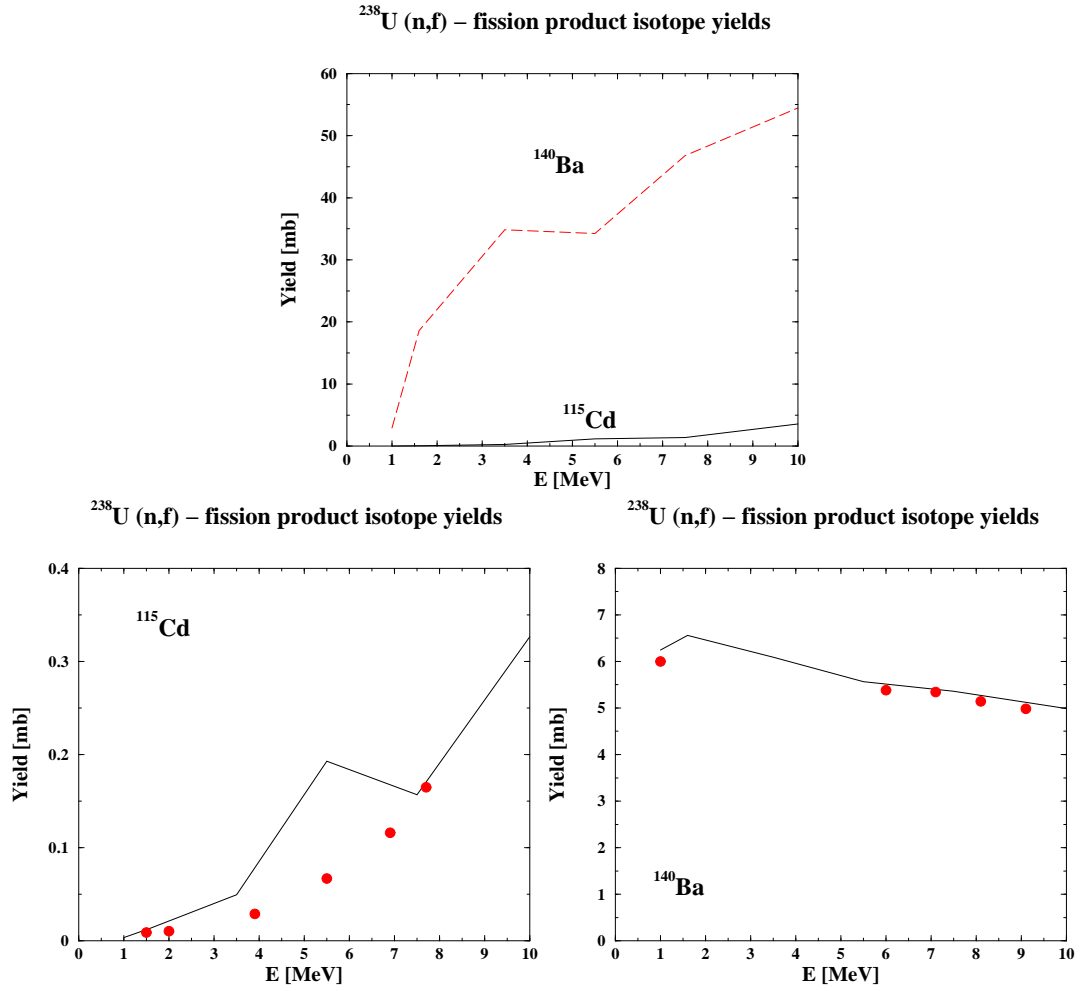 ²³⁸U (n,f) – fission product isotope yields
60
50
40
30
20
10
0
Yield [mb]
¹⁴⁰Ba
¹¹⁵Cd
0 1 2 3 4 5 6 7 8 9 10
E [MeV]
²³⁸U (n,f) – fission product isotope yields
0.4
0.3
0.2
0.1
0
Yield [mb]
¹¹⁵Cd
0 1 2 3 4 5 6 7 8 9 10
E [MeV]
²³⁸U (n,f) – fission product isotope yields
8
7
6
5
4
3
2
1
0
Yield [mb]
¹⁴⁰Ba
0 1 2 3 4 5 6 7 8 9 10
E [MeV]